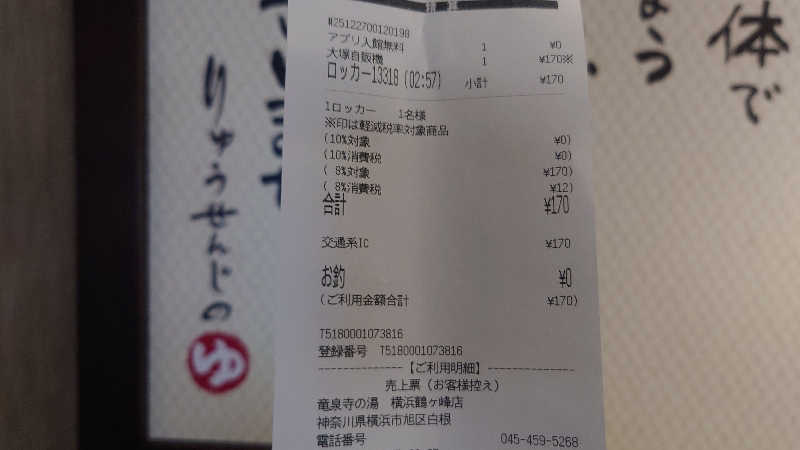 N25122700120198
アプリ入館無料 1 ¥0
大塚自販機 1 ¥170※
ロッカー13318(02:57) 小計 ¥170
1ロッカー 1名様
※印は軽減税率対象商品
(10%対象 ¥0)
(10%消費税 ¥0)
( 8%対象 ¥170)
( 8%消費税 ¥12)
合計 ¥170
交通系IC ¥170
お釣 ¥0
(ご利用金額合計 ¥170)
T5180001073816
登録番号 T5180001073816
【ご利用明細】
売上票(お客様控え)
竜泉寺の湯 横浜鶴ヶ峰店
神奈川県横浜市旭区白根
電話番号 045-459-5268
体で
よう
りゅうせんじの
ゆ